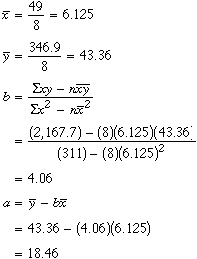 x̅ = 49/8 = 6.125
y̅ = 346.9/8 = 43.36
b = (Σxy − nx̅y̅)/(Σx² − nx̅²)
= ((2,167.7) − (8)(6.125)(43.36))/((311) − (8)(6.125)²)
= 4.06
a = y̅ − bx̅
= 43.36 − (4.06)(6.125)
= 18.46